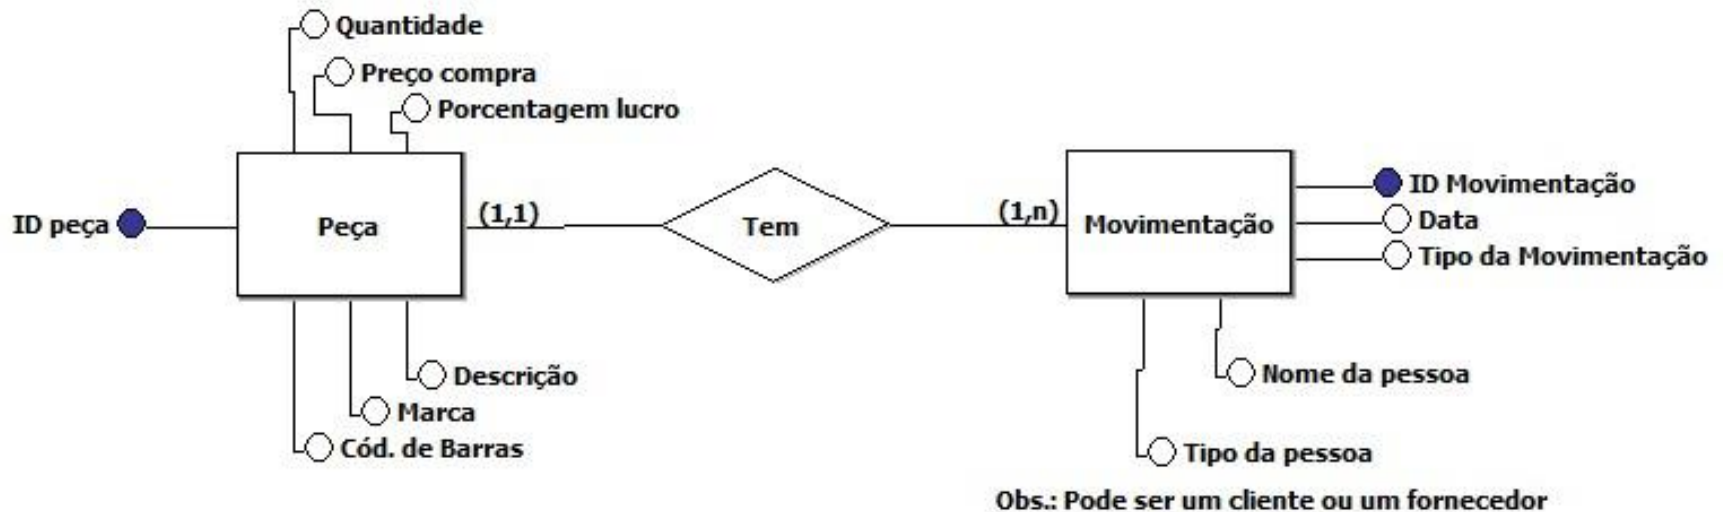 Quantidade
Preço compra
Porcentagem lucro
ID peça
Peça
(1,1)
Tem
(1,n)
Movimentação
ID Movimentação
Data
Tipo da Movimentação
Descrição
Marca
Cód. de Barras
Nome da pessoa
Tipo da pessoa
Obs.: Pode ser um cliente ou um fornecedor